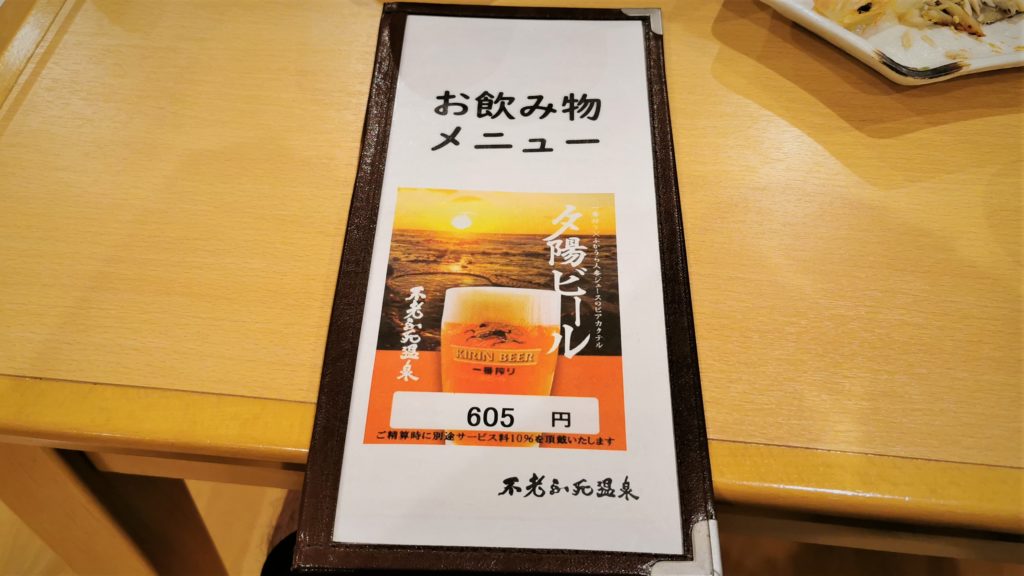 お飲み物
メニュー
夕陽ビール
不老ふ死温泉
KIRIN BEER
一番搾り
605 円
ご精算時に別途サービス料10%を頂戴いたします
不老ふ死温泉